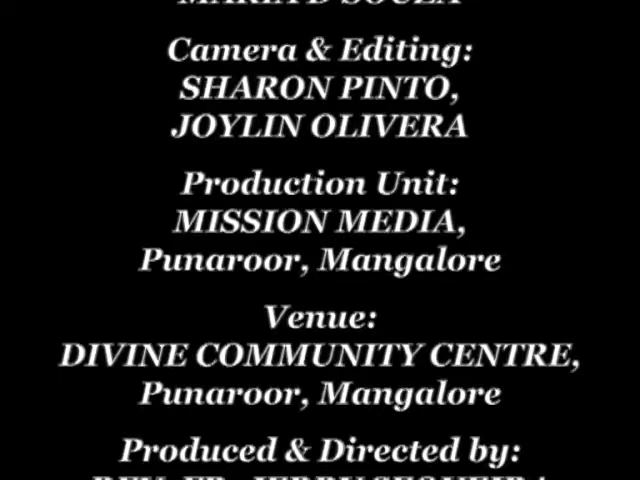 Camera & Editing:
SHARON PINTO,
JOYLIN OLIVERA
Production Unit:
MISSION MEDIA,
Punaroor, Mangalore
Venue:
DIVINE COMMUNITY CENTRE,
Punaroor, Mangalore
Produced & Directed by: